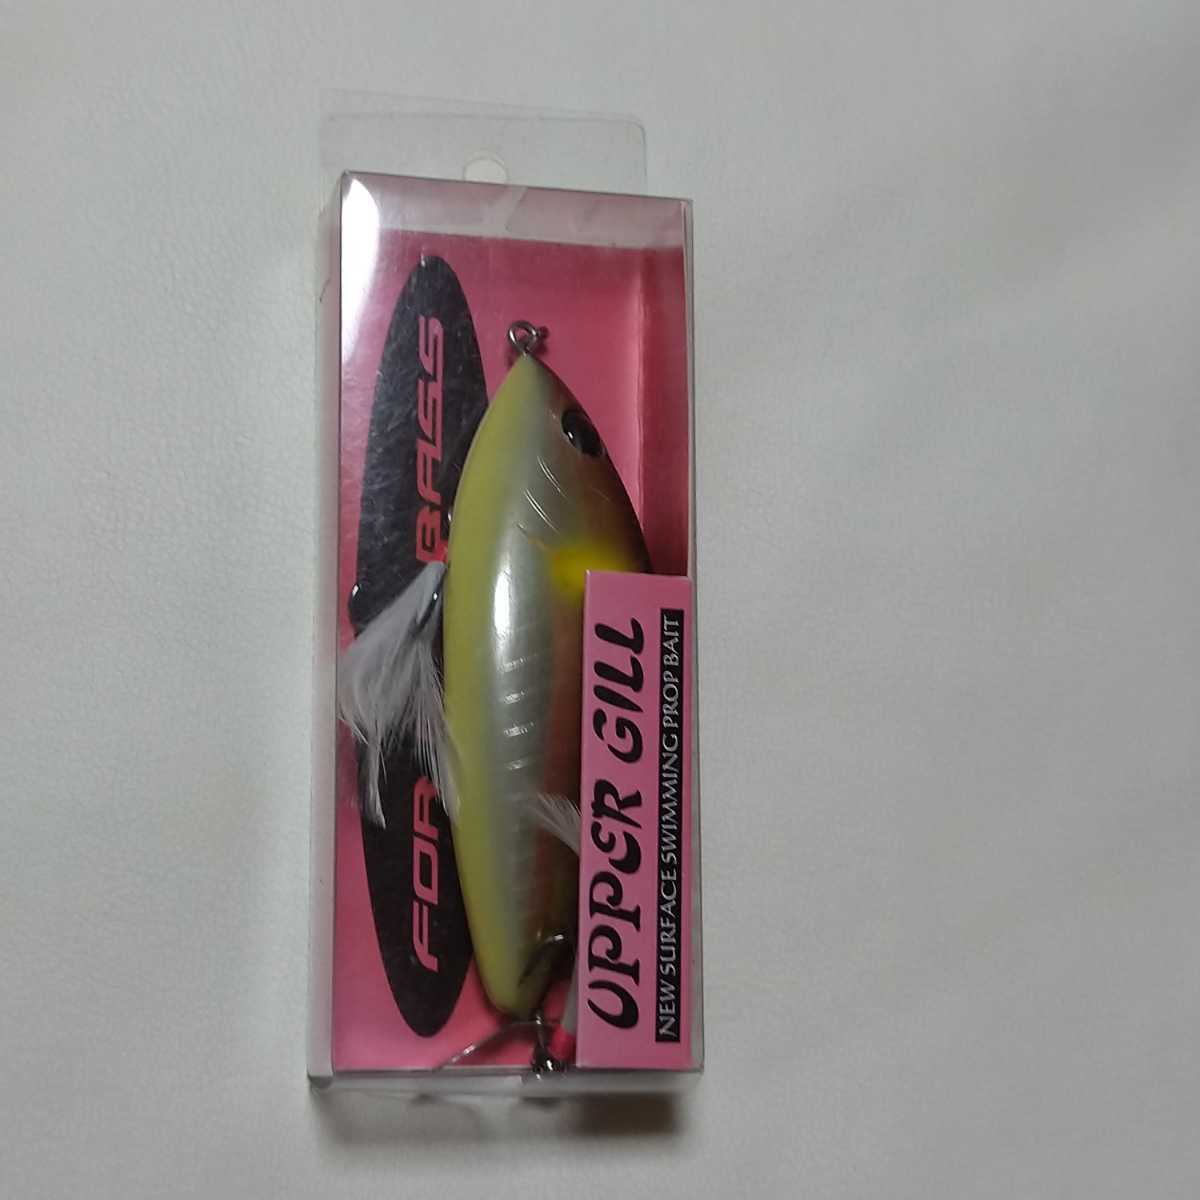 FOR BASS
UPPER GILL
NEW SURFACE SWIMMING PROP BAIT